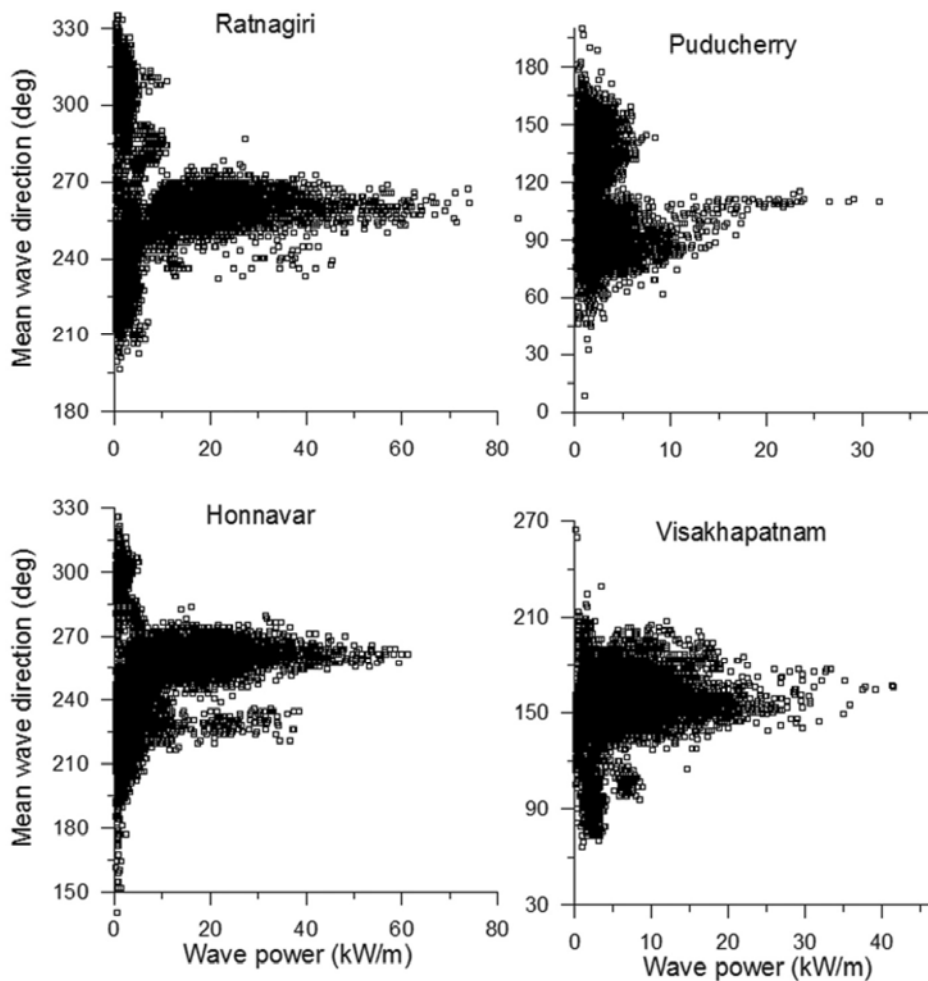 Ratnagiri
Mean wave direction (deg)
330
300
270
240
210
180
0 20 40 60 80
Puducherry
180
150
120
90
60
30
0
0 10 20 30
Honnavar
Mean wave direction (deg)
330
300
270
240
210
180
150
0 20 40 60 80
Wave power (kW/m)
Visakhapatnam
270
210
150
90
30
0 10 20 30 40
Wave power (kW/m)